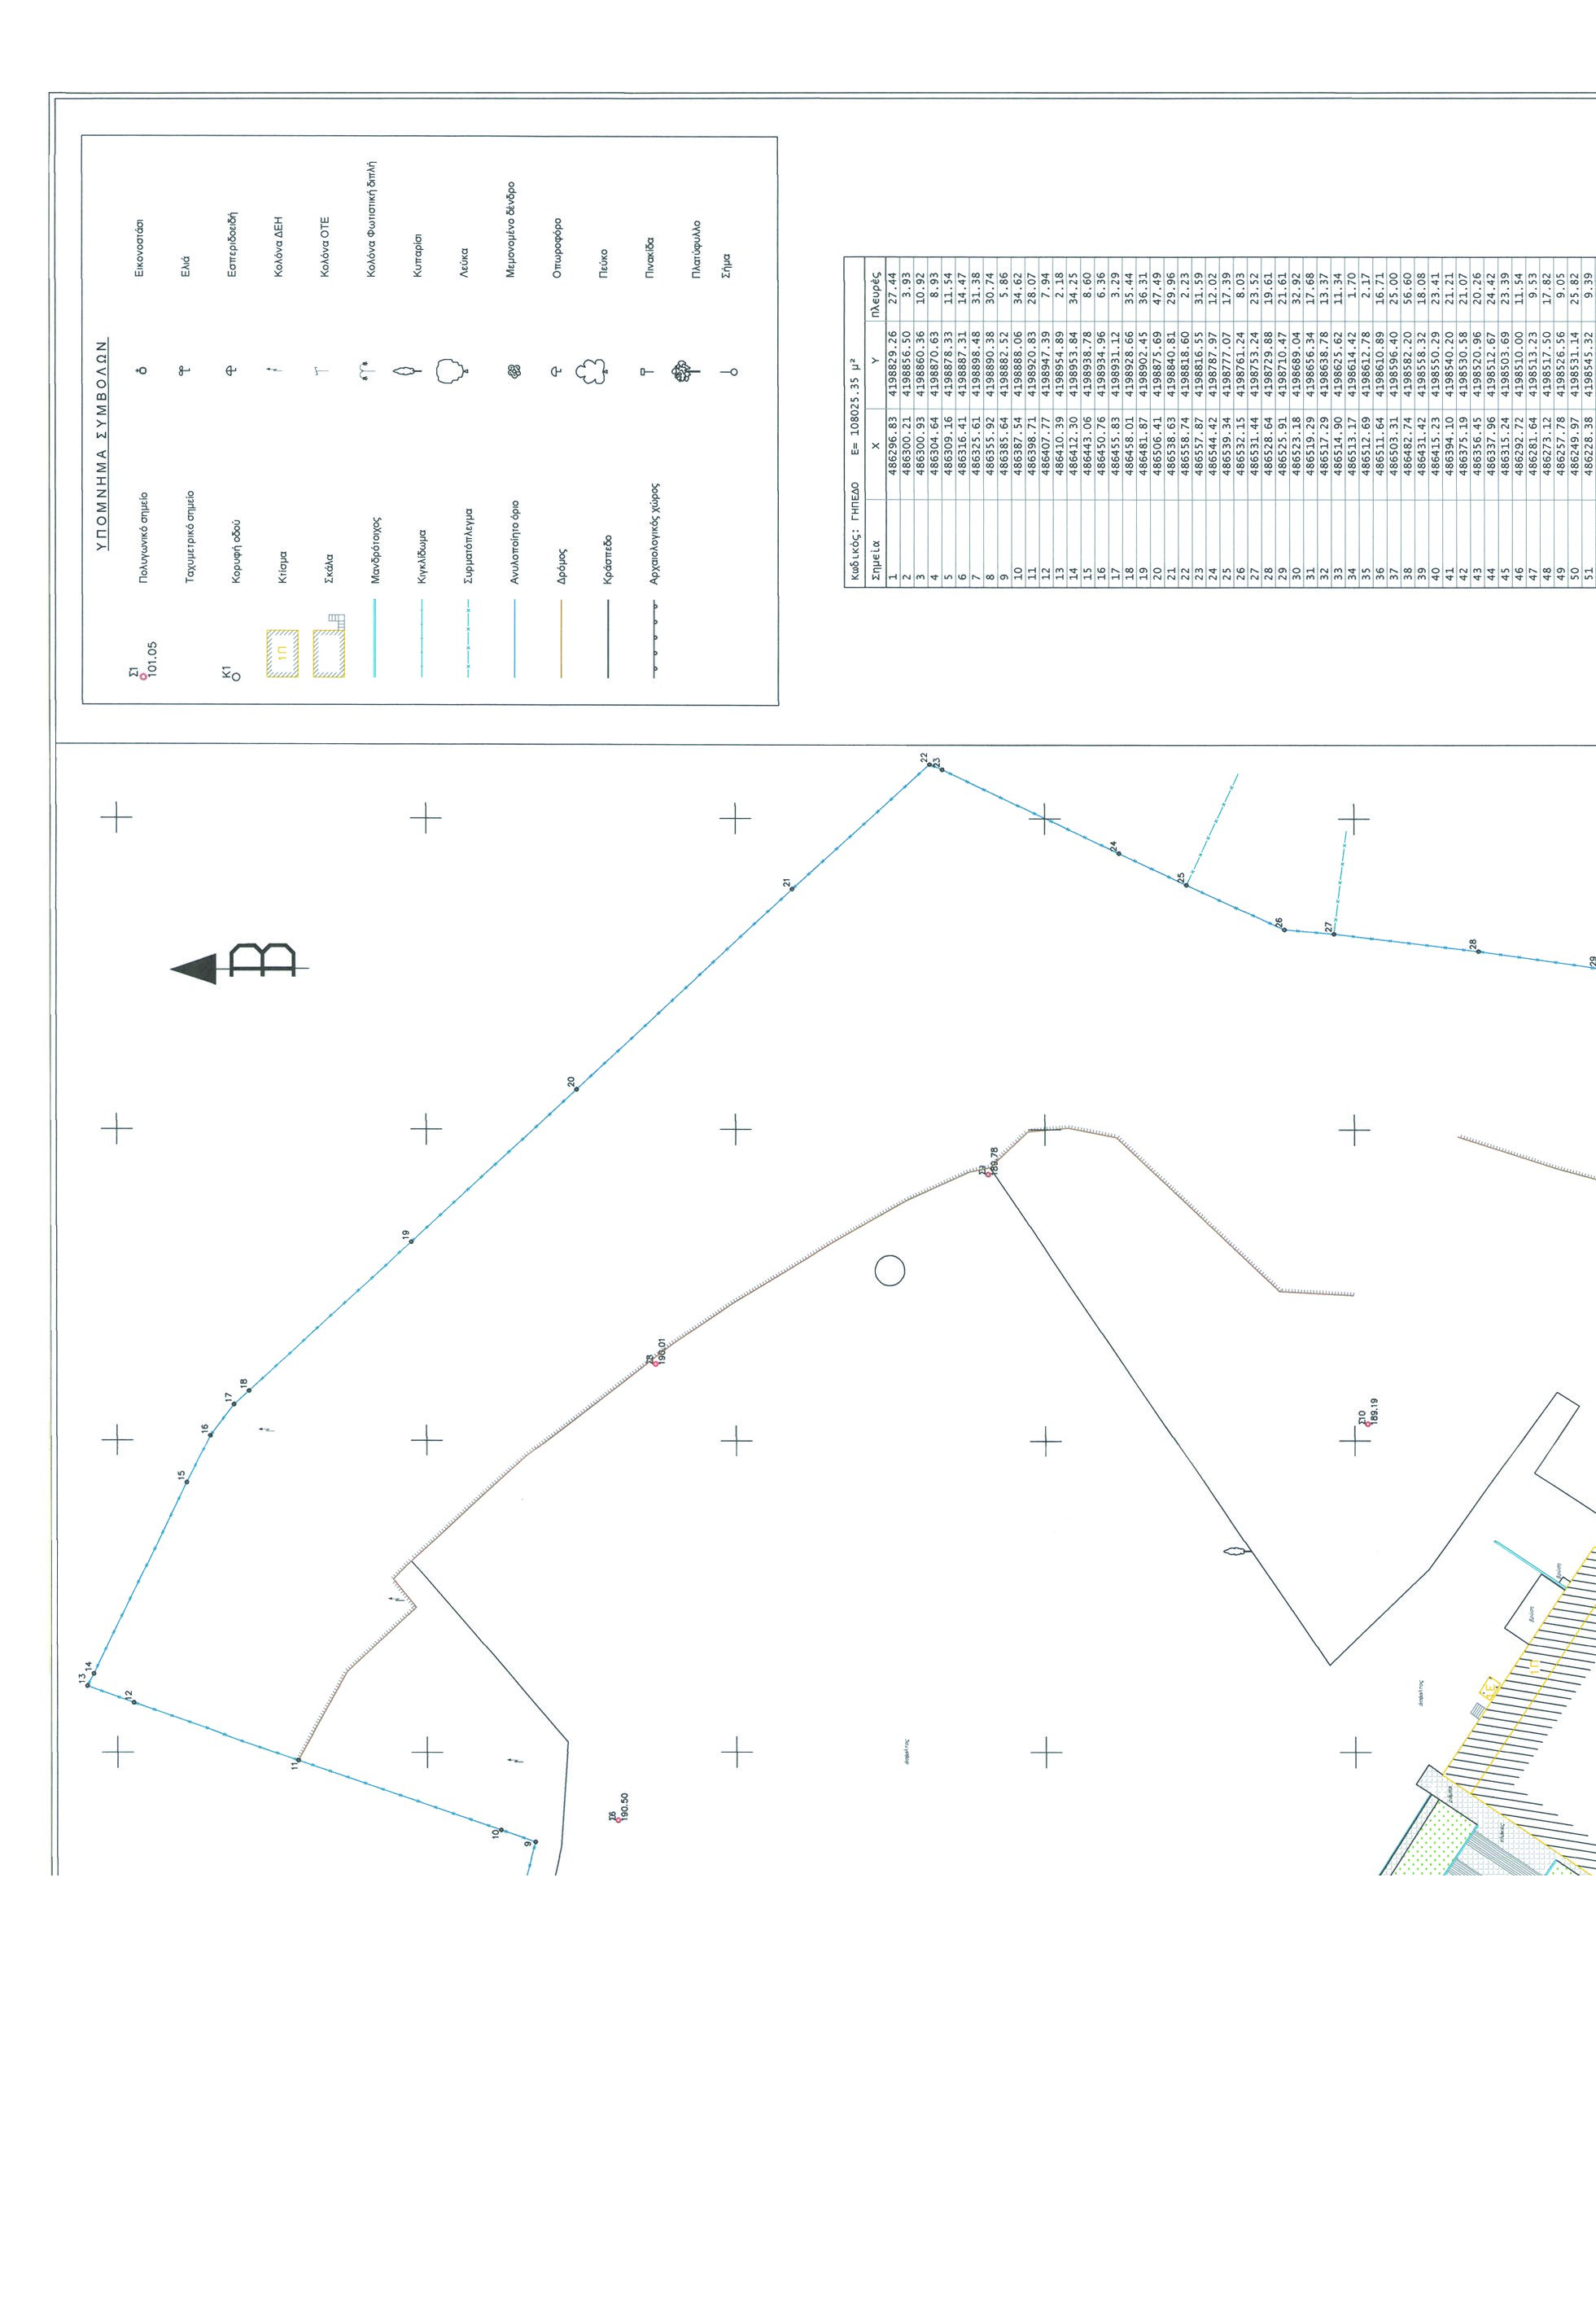 ΥΠΟΜΝΗΜΑ ΣΥΜΒΟΛΩΝ
Σ1
101.05
Πολυγωνικό σημείο
Ταχυμετρικό σημείο
K1
Κορυφή οδού
1Π
Κτίσμα
Σκάλα
Μανδρότοιχος
Κιγκλίδωμα
Συρματόπλεγμα
Ανυλοποίητο όριο
Δρόμος
Κράσπεδο
Αρχαιολογικός χώρος
Εικονοστάσι
Ελιά
Εσπεριδοειδή
Κολόνα ΔΕΗ
Κολόνα ΟΤΕ
Κολόνα Φωτιστική διπλή
Κυπαρίσι
Λεύκα
Μεμονομένο δένδρο
Οπωροφόρο
Πεύκο
Πινακίδα
Πλατύφυλλο
Σήμα
Κωδικός: ΓΗΠΕΔΟ E= 108025.35 μ²
Σημεία X Y Πλευρές
1 486296.83 4198829.26 27.44
2 486300.21 4198856.50 3.93
3 486300.93 4198860.36 10.92
4 486304.64 4198870.63 8.93
5 486309.16 4198878.33 11.54
6 486316.41 4198887.31 14.47
7 486325.61 4198898.48 31.38
8 486355.92 4198890.38 30.74
9 486385.64 4198882.52 5.86
10 486387.54 4198888.06 34.62
11 486398.71 4198920.83 28.07
12 486407.77 4198947.39 7.94
13 486410.39 4198954.89 2.18
14 486412.30 4198953.84 34.25
15 486443.06 4198938.78 8.60
16 486450.76 4198934.96 6.36
17 486455.83 4198931.12 3.29
18 486458.01 4198928.66 35.44
19 486481.87 4198902.45 36.31
20 486506.41 4198875.69 47.49
21 486538.63 4198840.81 29.96
22 486558.74 4198818.60 2.23
23 486557.87 4198816.55 31.59
24 486544.42 4198787.97 12.02
25 486539.34 4198777.07 17.39
26 486532.15 4198761.24 8.03
27 486531.44 4198753.24 23.52
28 486528.64 4198729.88 19.61
29 486525.91 4198710.47 21.61
30 486523.18 4198689.04 32.92
31 486519.29 4198656.34 17.68
32 486517.29 4198638.78 13.37
33 486514.90 4198625.62 11.34
34 486513.17 4198614.42 1.70
35 486512.69 4198612.78 2.17
36 486511.64 4198610.89 16.71
37 486503.31 4198596.40 25.00
38 486482.74 4198582.20 56.60
39 486431.42 4198558.32 18.08
40 486415.23 4198550.29 23.41
41 486394.10 4198540.20 21.21
42 486375.19 4198530.58 21.07
43 486356.45 4198520.96 20.26
44 486337.96 4198512.67 24.42
45 486315.24 4198503.69 23.39
46 486292.72 4198510.00 11.54
47 486281.64 4198513.23 9.53
48 486273.12 4198517.50 17.82
49 486257.78 4198526.56 9.05
50 486249.97 4198531.14 25.82
51 486228.38 4198545.32 9.39
B
9
10
11
12
13
14
15
16
17
18
19
20
21
22
23
24
25
26
27
28
29
190.50
190.01
189.78
Σ10
189.19
1Π